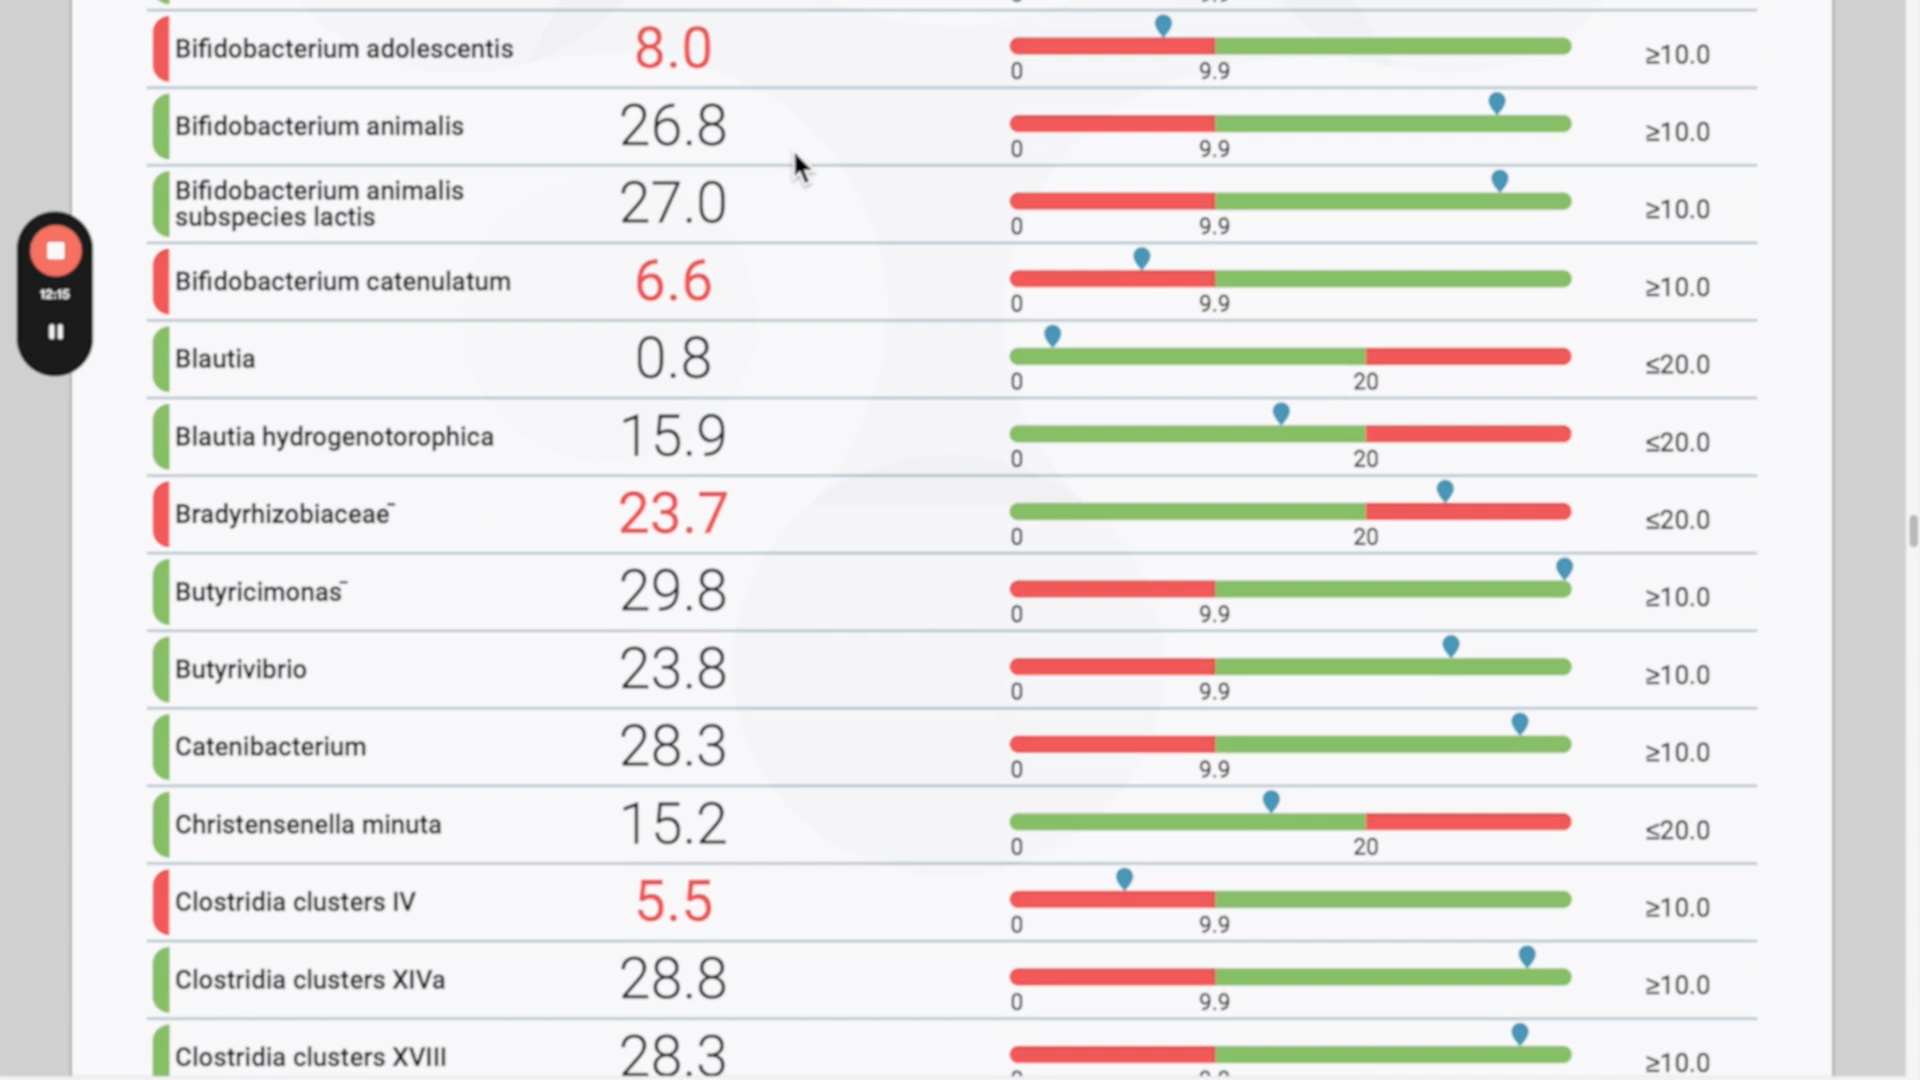 Bifidobacterium adolescentis 8.0 0 9.9 ≥10.0
Bifidobacterium animalis 26.8 0 9.9 ≥10.0
Bifidobacterium animalis
subspecies lactis 27.0 0 9.9 ≥10.0
Bifidobacterium catenulatum 6.6 0 9.9 ≥10.0
12:15
Blautia 0.8 0 20 ≤20.0
Blautia hydrogenotorophica 15.9 0 20 ≤20.0
Bradyrhizobiaceae‾ 23.7 0 20 ≤20.0
Butyricimonas‾ 29.8 0 9.9 ≥10.0
Butyrivibrio 23.8 0 9.9 ≥10.0
Catenibacterium 28.3 0 9.9 ≥10.0
Christensenella minuta 15.2 0 20 ≤20.0
Clostridia clusters IV 5.5 0 9.9 ≥10.0
Clostridia clusters XIVa 28.8 0 9.9 ≥10.0
Clostridia clusters XVIII 28.3 ≥10.0